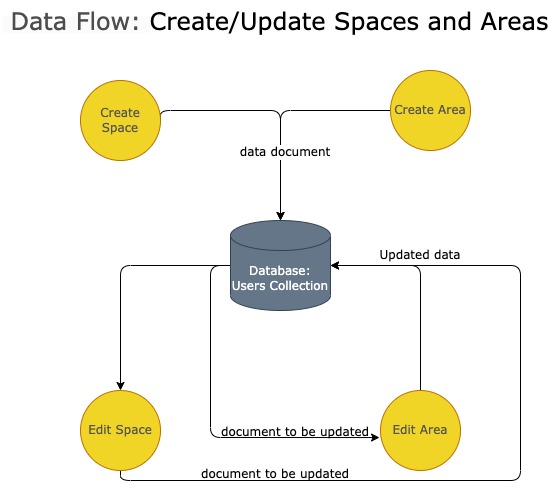 Data Flow: Create/Update Spaces and Areas
Create
Space
Create Area
data document
Updated data
Database:
Users Collection
Edit Space
document to be updated
Edit Area
document to be updated